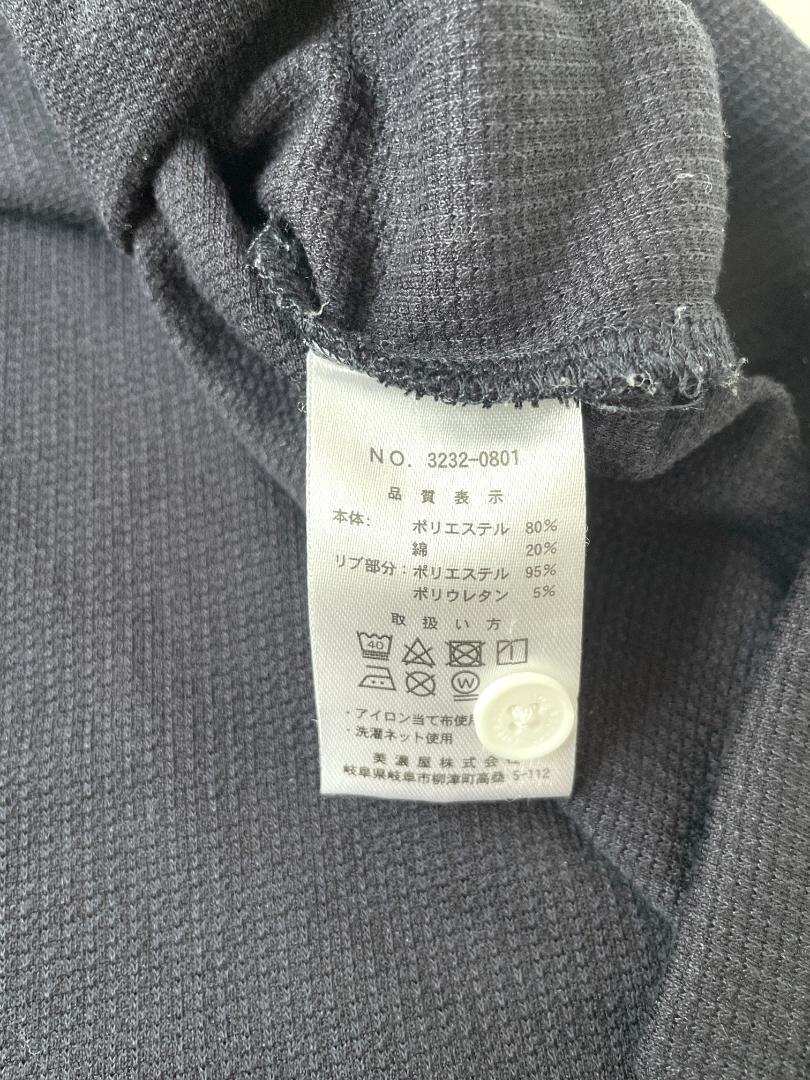 NO. 3232-0801
品質表示
本体: ポリエステル 80%
綿 20%
リブ部分:ポリエステル 95%
ポリウレタン 5%
取扱い方
40
W
・アイロン当て布使用
・洗濯ネット使用
美濃屋株式会
岐阜県岐阜市柳津町高桑 5-112